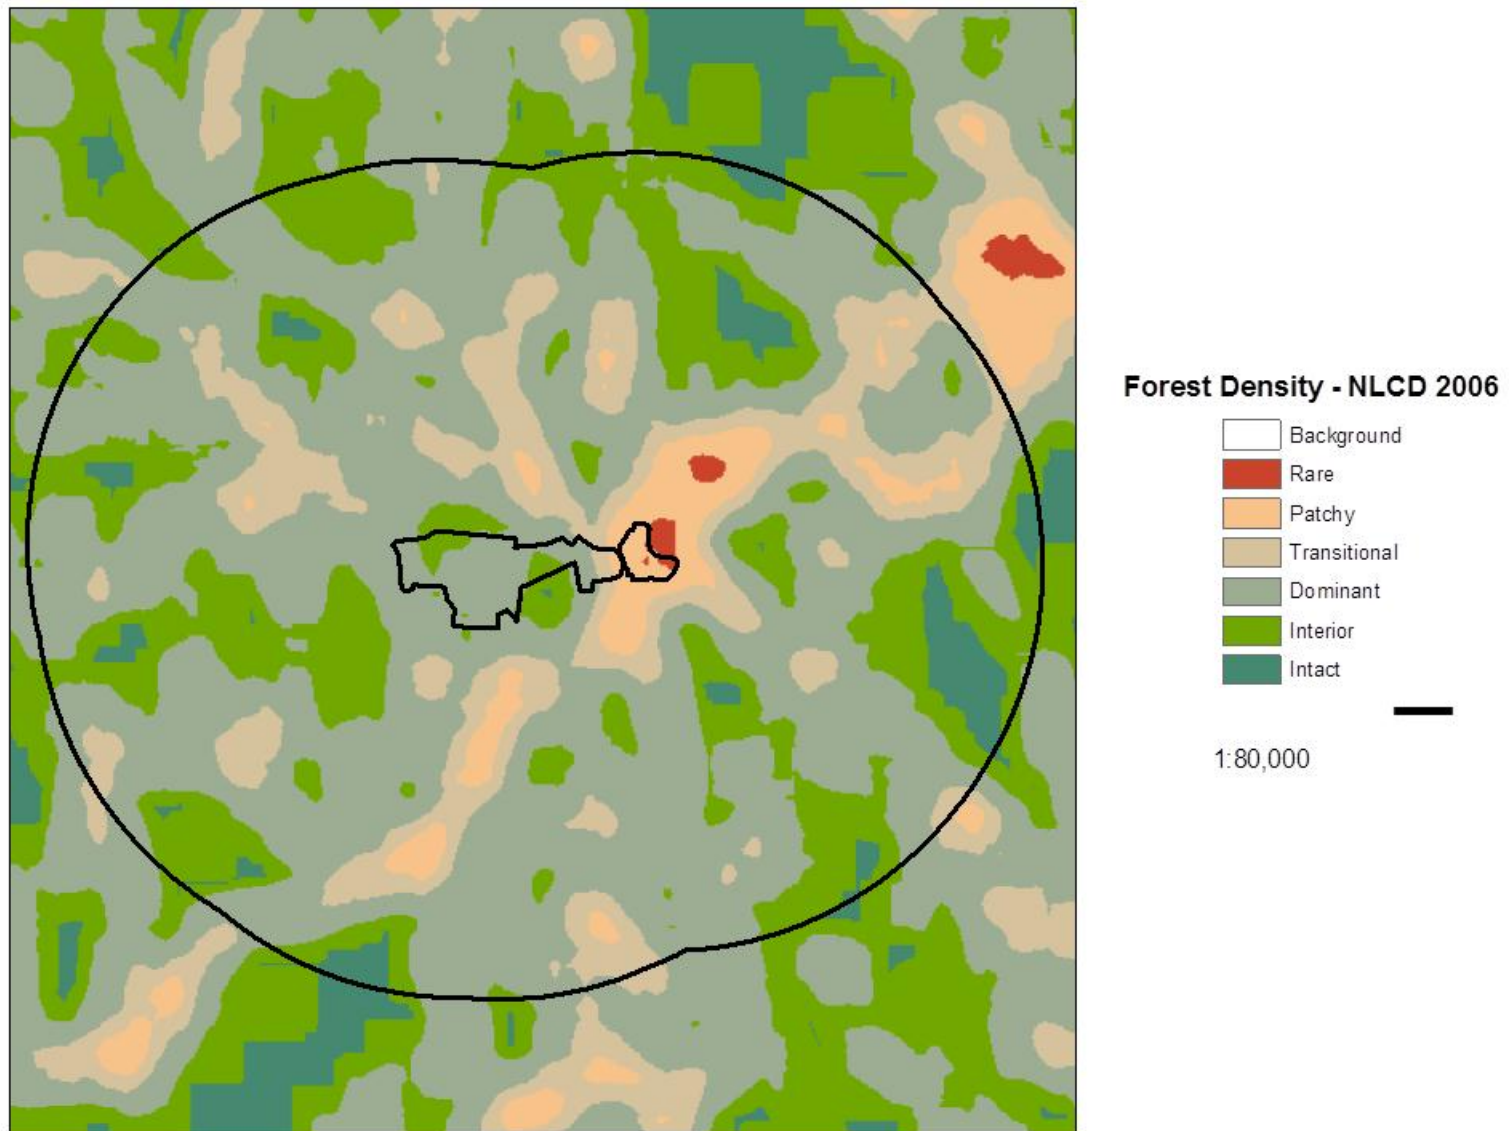 Forest Density - NLCD 2006
Background
Rare
Patchy
Transitional
Dominant
Interior
Intact
1:80,000